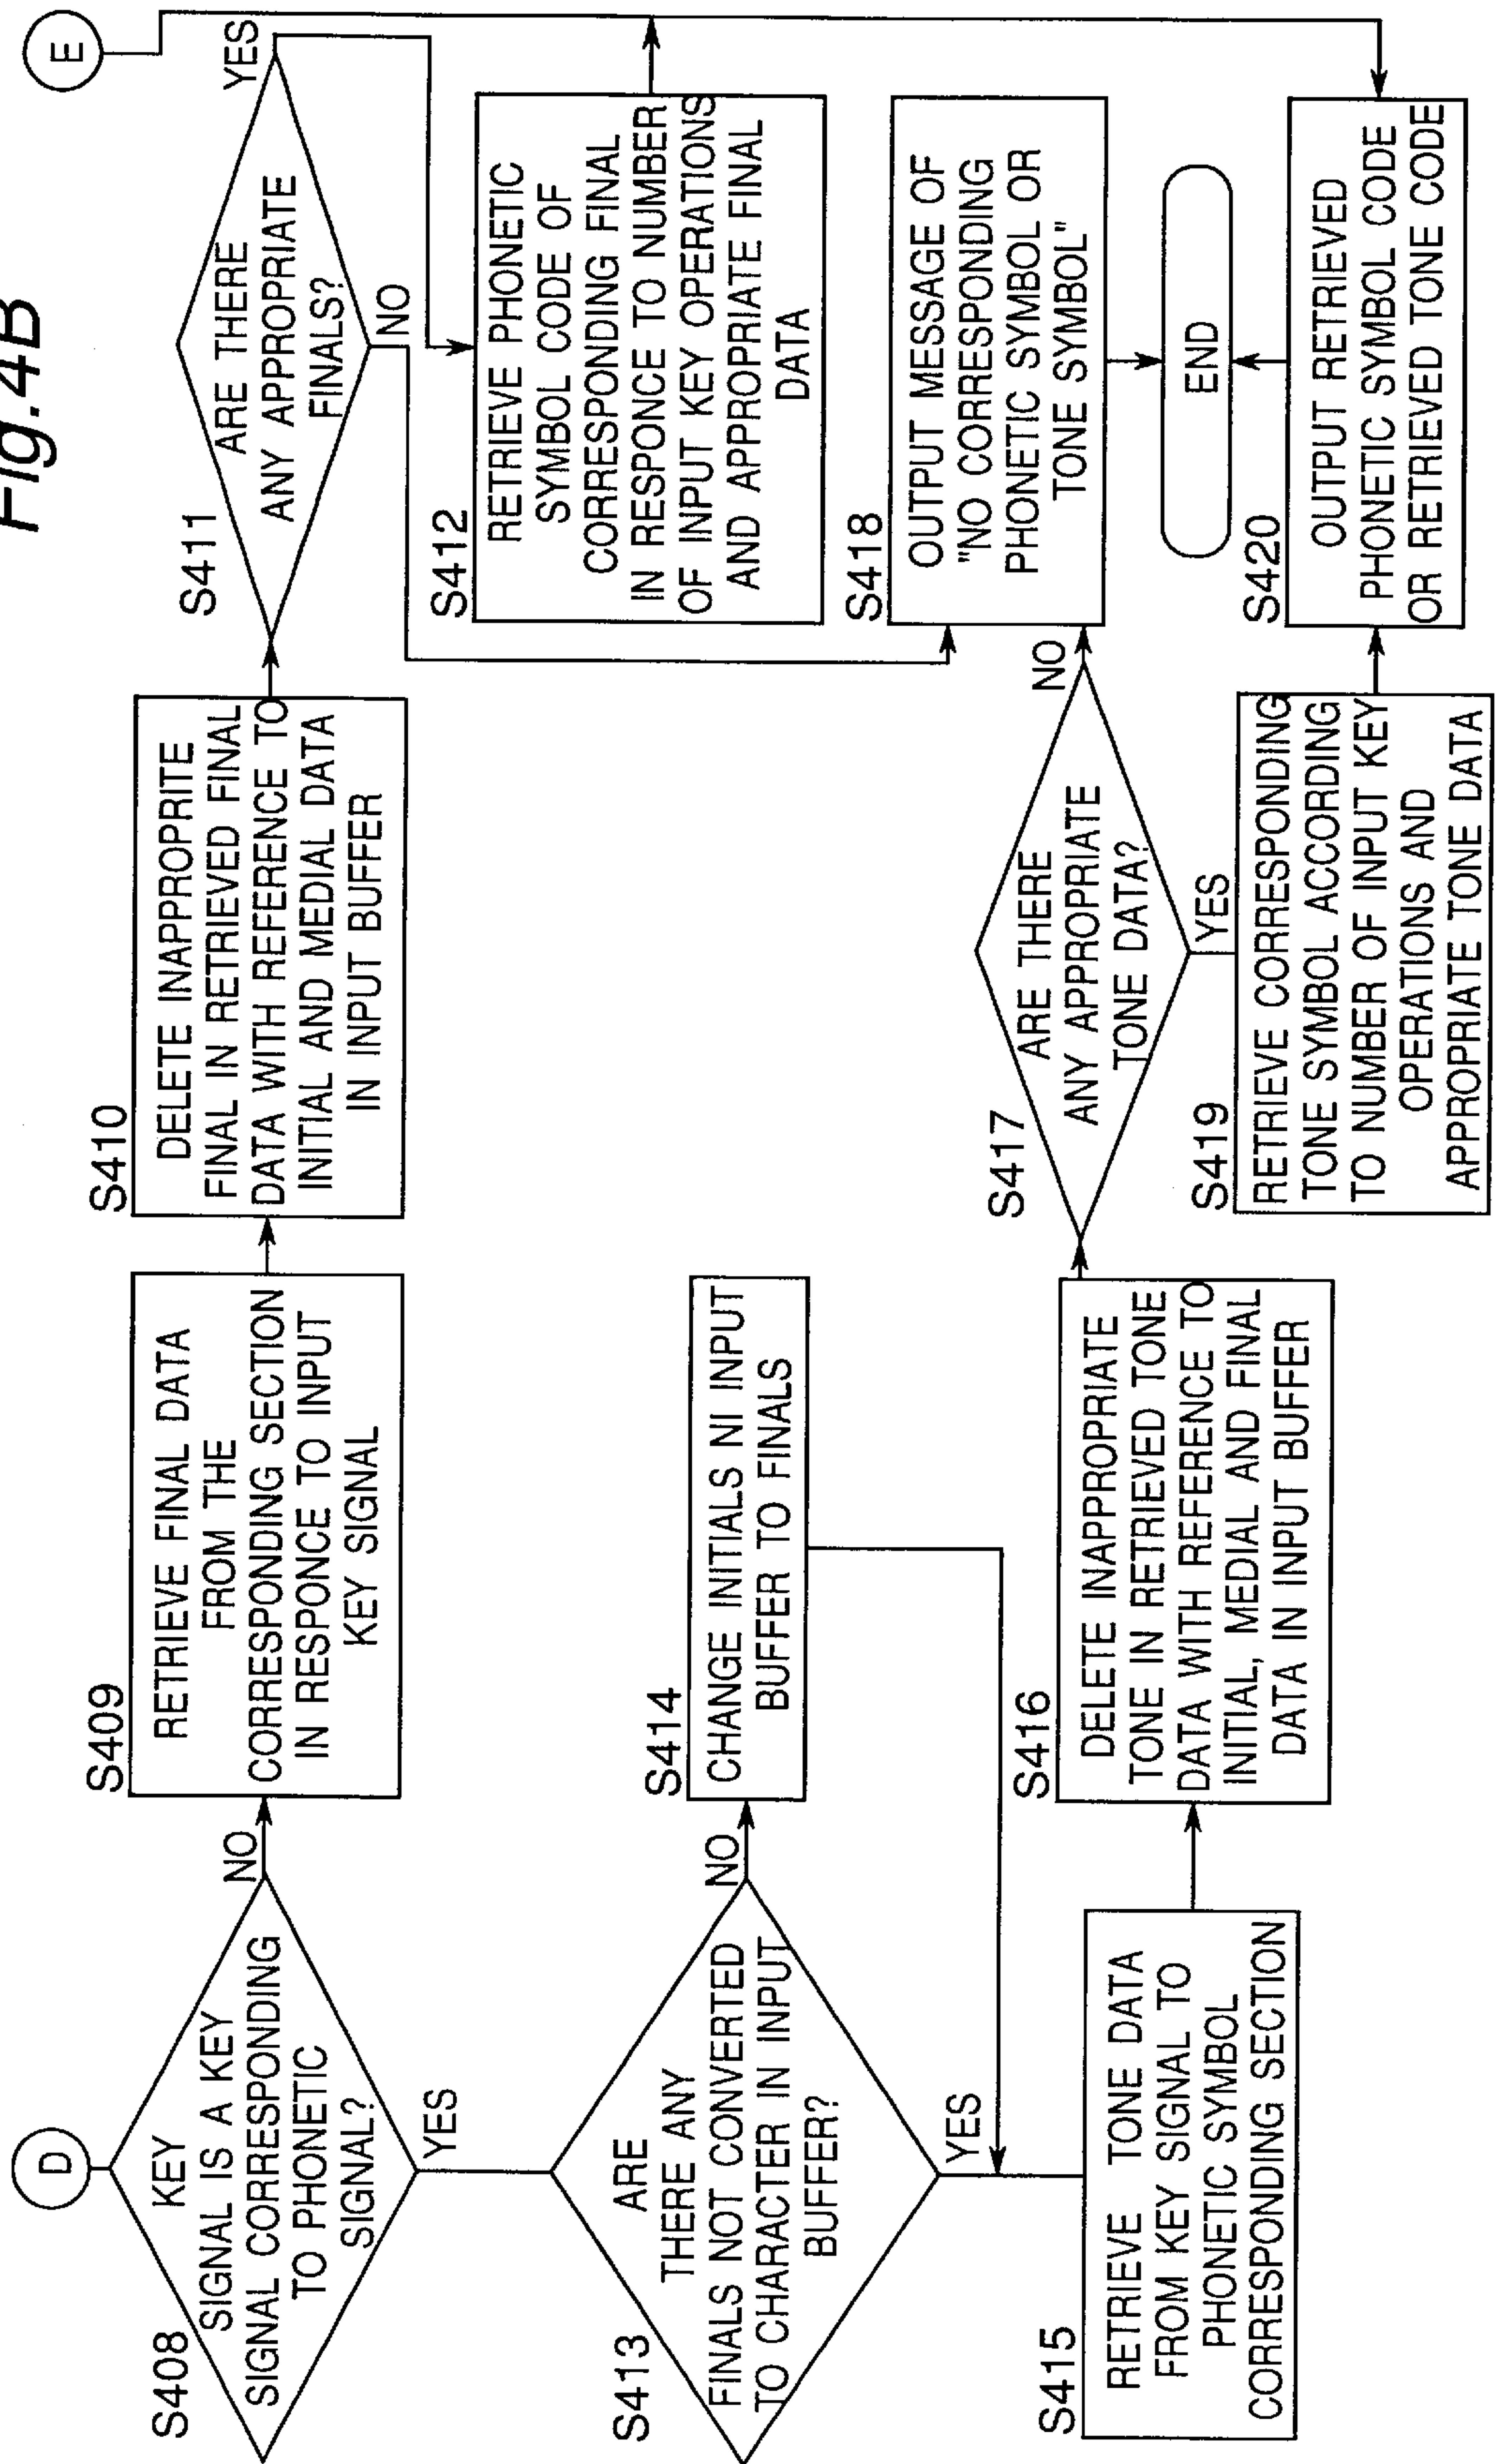 Fig.4B
D
S408
KEY
SIGNAL IS A KEY
SIGNAL CORRESPONDING
TO PHONETIC
SIGNAL?
NO
YES
S409
RETRIEVE FINAL DATA
FROM THE
CORRESPONDING SECTION
IN RESPONCE TO INPUT
KEY SIGNAL
S410
DELETE INAPPROPRITE
FINAL IN RETRIEVED FINAL
DATA WITH REFERENCE TO
INITIAL AND MEDIAL DATA
IN INPUT BUFFER
S411
ARE THERE
ANY APPROPRIATE
FINALS?
YES
NO
E
S412
RETRIEVE PHONETIC
SYMBOL CODE OF
CORRESPONDING FINAL
IN RESPONCE TO NUMBER
OF INPUT KEY OPERATIONS
AND APPROPRIATE FINAL
DATA
S413
ARE
THERE ANY
FINALS NOT CONVERTED
TO CHARACTER IN INPUT
BUFFER?
NO
YES
S414
CHANGE INITIALS NI INPUT
BUFFER TO FINALS
S415
RETRIEVE TONE DATA
FROM KEY SIGNAL TO
PHONETIC SYMBOL
CORRESPONDING SECTION
S416
DELETE INAPPROPRIATE
TONE IN RETRIEVED TONE
DATA WITH REFERENCE TO
INITIAL, MEDIAL AND FINAL
DATA IN INPUT BUFFER
S417
ARE THERE
ANY APPROPRIATE
TONE DATA?
NO
YES
S418
OUTPUT MESSAGE OF
"NO CORRESPONDING
PHONETIC SYMBOL OR
TONE SYMBOL"
END
S419
RETRIEVE CORRESPONDING
TONE SYMBOL ACCORDING
TO NUMBER OF INPUT KEY
OPERATIONS AND
APPROPRIATE TONE DATA
S420
OUTPUT RETRIEVED
PHONETIC SYMBOL CODE
OR RETRIEVED TONE CODE